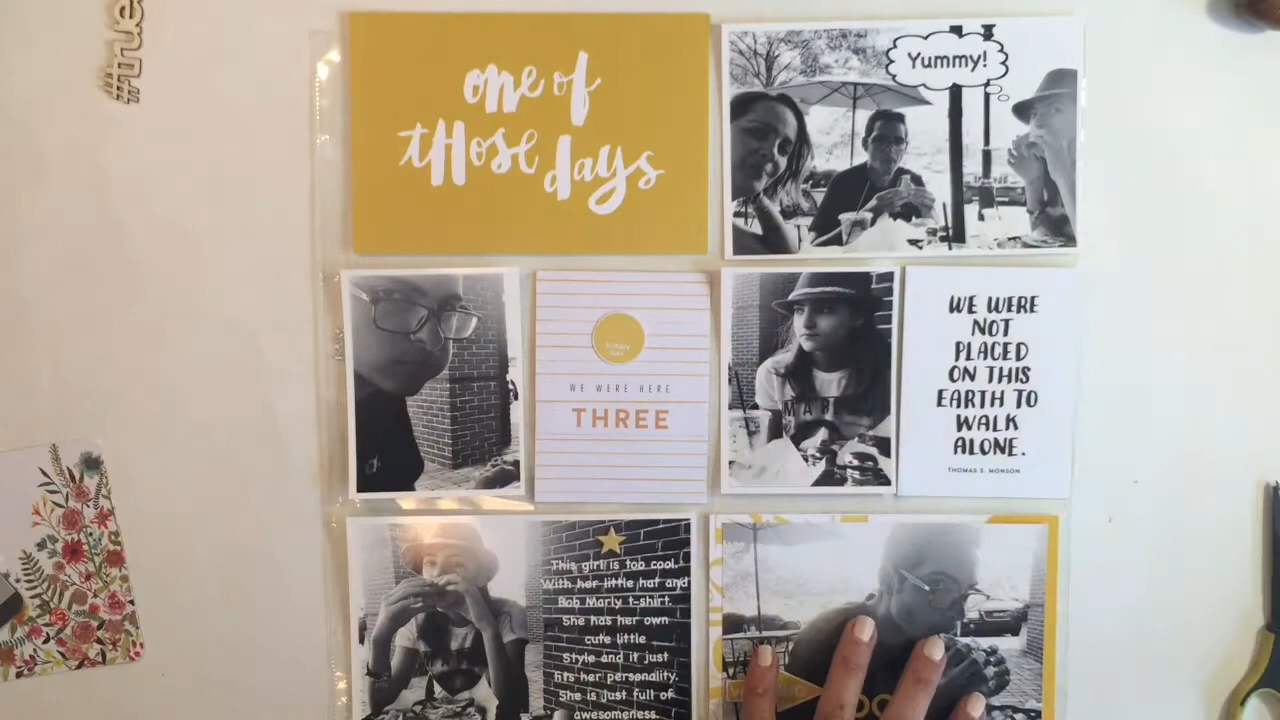 #true
one of
those days
Yummy!
WE WERE HERE
THREE
WE WERE
NOT
PLACED
ON THIS
EARTH TO
WALK
ALONE.
THOMAS S. MONSON
This girl is too cool.
With her little hat and
Bob Marly t-shirt.
She has her own
cute little
Style and it just
fits her personality.
She is just full of
awesomeness.